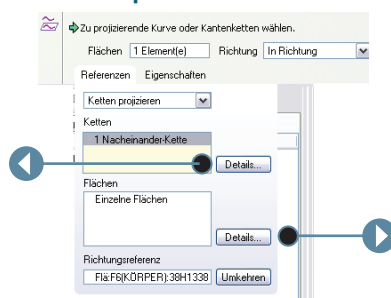 Zu projizierende Kurve oder Kantenketten wählen.
Flächen 1 Element(e) Richtung In Richtung
Referenzen Eigenschaften
Ketten projizieren
Ketten
1 Nacheinander-Kette
Details...
Flächen
Einzelne Flächen
Details...
Richtungsreferenz
Flä:F6(KÖRPER):38H1338 Umkehren